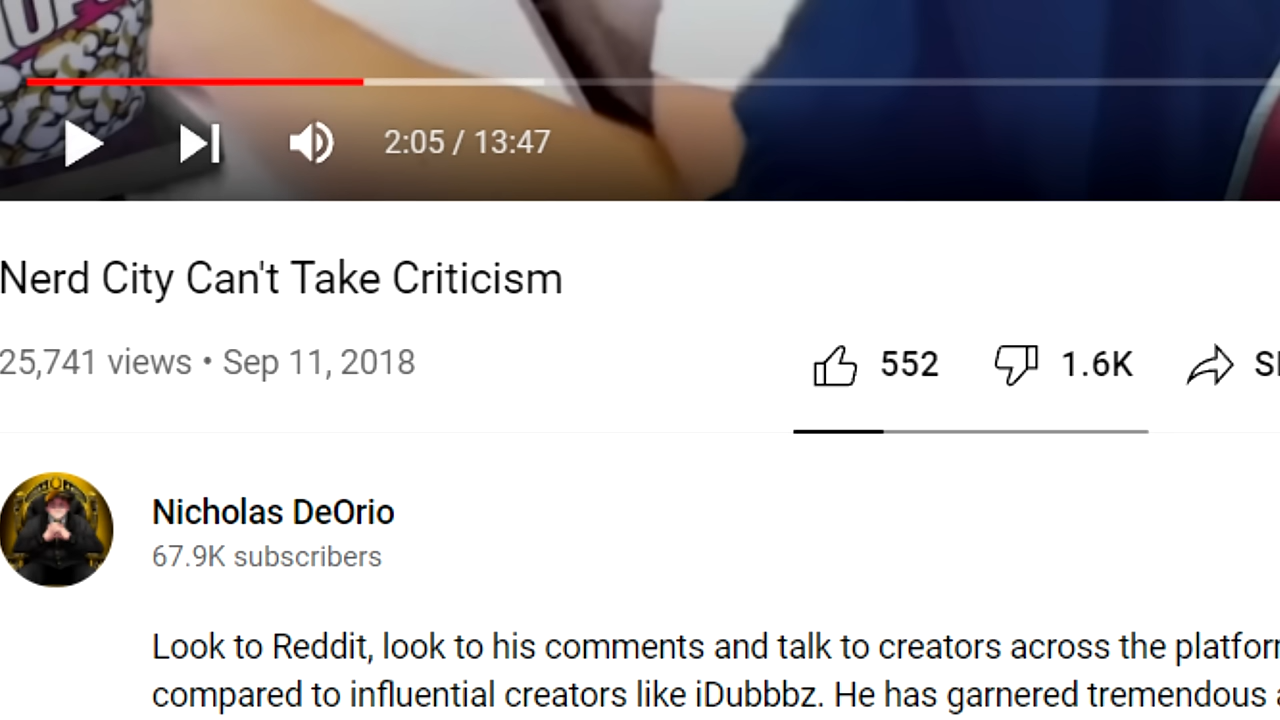 2:05 / 13:47
Nerd City Can't Take Criticism
25,741 views • Sep 11, 2018
552
1.6K
Nicholas DeOrio
67.9K subscribers
Look to Reddit, look to his comments and talk to creators across the
compared to influential creators like iDubbbz. He has garnered tremendous